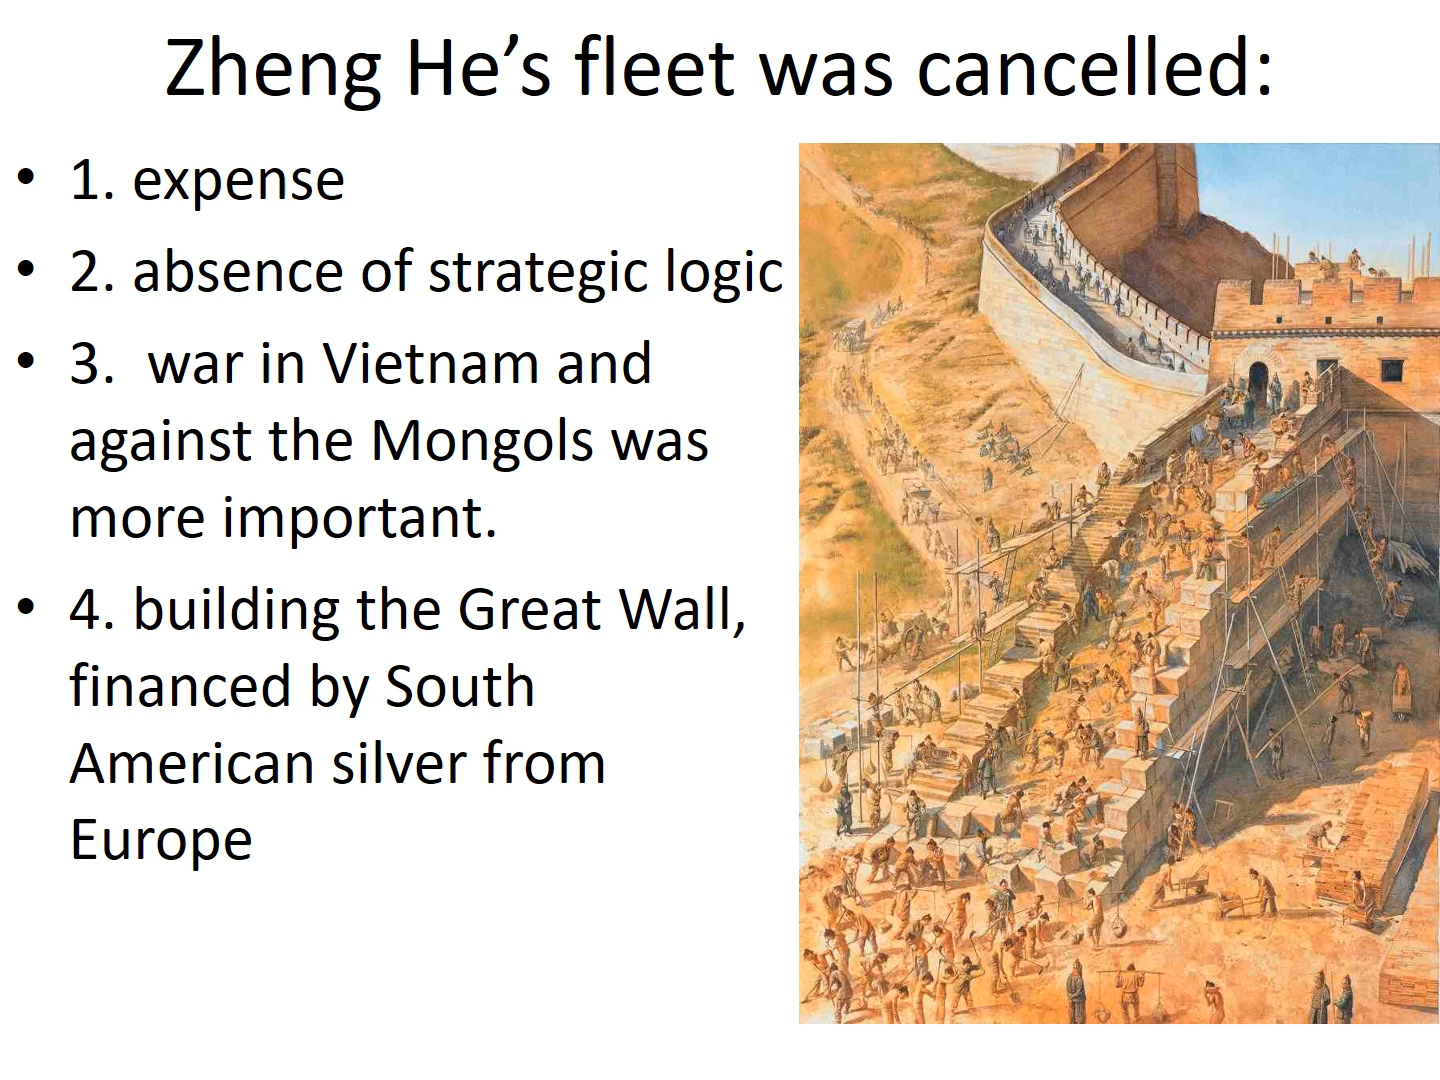 Zheng He’s fleet was cancelled:
• 1. expense
• 2. absence of strategic logic
• 3.  war in Vietnam and
against the Mongols was
more important.
• 4. building the Great Wall,
financed by South
American silver from
Europe